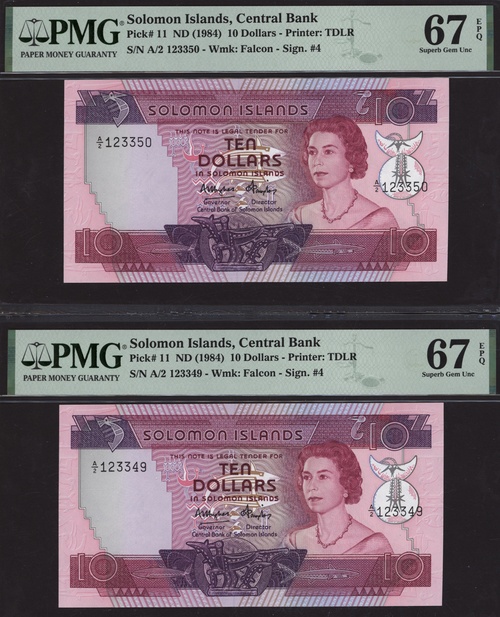 PMG®
PAPER MONEY GUARANTY
Solomon Islands, Central Bank
Pick# 11 ND (1984) 10 Dollars - Printer: TDLR
S/N A/2 123350 - Wmk: Falcon - Sign. #4
67 EPQ
Superb Gem Unc
SOLOMON ISLANDS
10
THIS NOTE IS LEGAL TENDER FOR
A/2 123350
TEN
DOLLARS
IN SOLOMON ISLANDS
A/2 123350
Governor Director
Central Bank of Solomon Islands
10
10
PMG®
PAPER MONEY GUARANTY
Solomon Islands, Central Bank
Pick# 11 ND (1984) 10 Dollars - Printer: TDLR
S/N A/2 123349 - Wmk: Falcon - Sign. #4
67 EPQ
Superb Gem Unc
SOLOMON ISLANDS
10
THIS NOTE IS LEGAL TENDER FOR
A/2 123349
TEN
DOLLARS
IN SOLOMON ISLANDS
A/2 123349
Governor Director
Central Bank of Solomon Islands
10
10